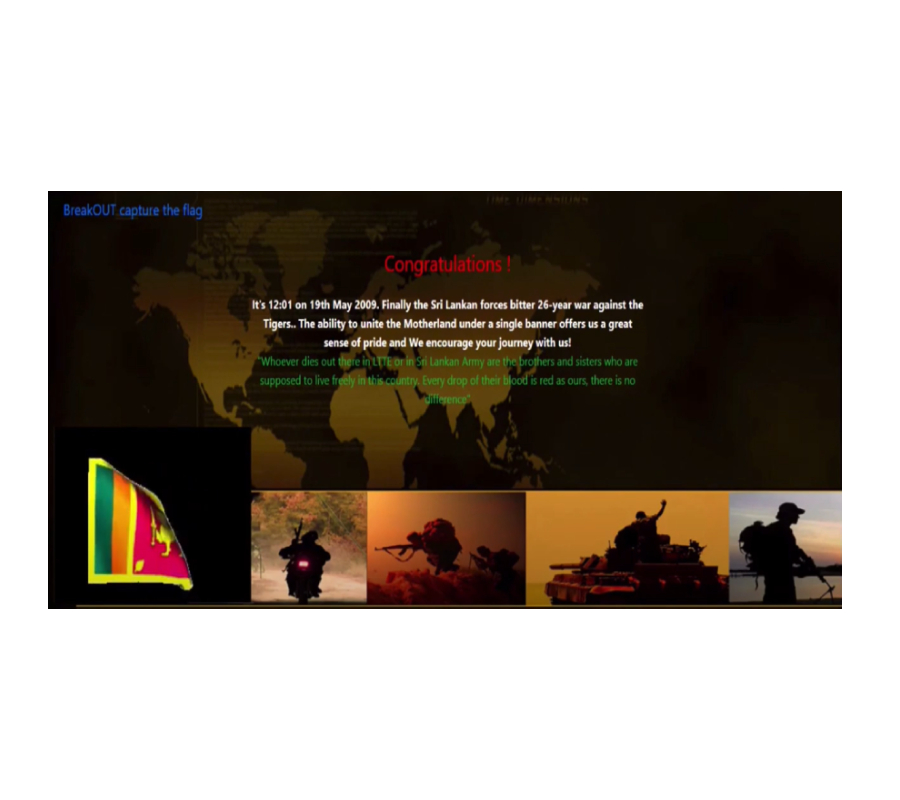 BreakOUT capture the flag
TIME DIMENSIONS
Congratulations !
It's 12:01 on 19th May 2009. Finally the Sri Lankan forces bitter 26-year war against the
Tigers.. The ability to unite the Motherland under a single banner offers us a great
sense of pride and We encourage your journey with us!
"Whoever dies out there in LTTE or in Sri Lankan Army are the brothers and sisters who are
supposed to live freely in this country. Every drop of their blood is red as ours, there is no
difference"